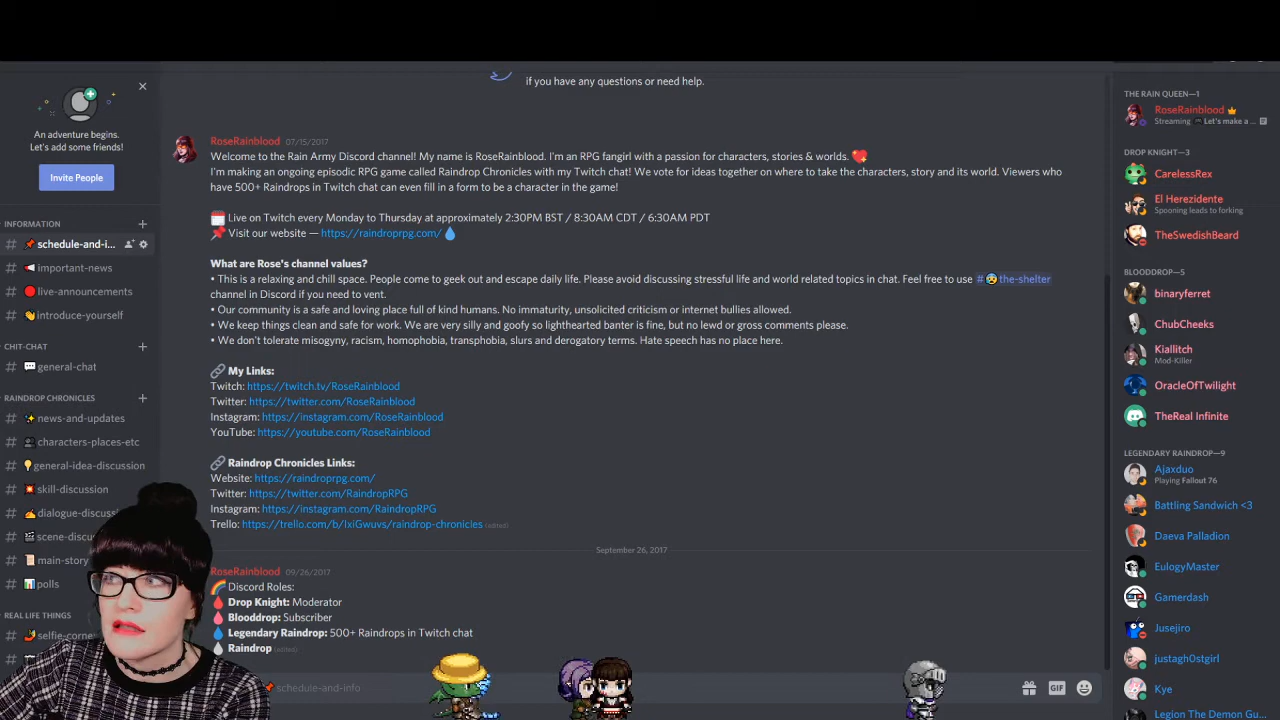 An adventure begins.
Let's add some friends!
Invite People
INFORMATION
# schedule-and-i...
# important-news
# live-announcements
# introduce-yourself
CHIT-CHAT
# general-chat
RAINDROP CHRONICLES
# news-and-updates
# characters-places-etc
# general-idea-discussion
# skill-discussion
# dialogue-discuss
# scene-discu
# main-story
# polls
REAL LIFE THINGS
# selfie-corne
#
if you have any questions or need help.
RoseRainblood 07/15/2017
Welcome to the Rain Army Discord channel! My name is RoseRainblood. I'm an RPG fangirl with a passion for characters, stories & worlds.
I'm making an ongoing episodic RPG game called Raindrop Chronicles with my Twitch chat! We vote for ideas together on where to take the characters, story and its world. Viewers who
have 500+ Raindrops in Twitch chat can even fill in a form to be a character in the game!
Live on Twitch every Monday to Thursday at approximately 2:30PM BST / 8:30AM CDT / 6:30AM PDT
Visit our website — https://raindroprpg.com/
What are Rose's channel values?
• This is a relaxing and chill space. People come to geek out and escape daily life. Please avoid discussing stressful life and world related topics in chat. Feel free to use # the-shelter
channel in Discord if you need to vent.
• Our community is a safe and loving place full of kind humans. No immaturity, unsolicited criticism or internet bullies allowed.
• We keep things clean and safe for work. We are very silly and goofy so lighthearted banter is fine, but no lewd or gross comments please.
• We don't tolerate misogyny, racism, homophobia, transphobia, slurs and derogatory terms. Hate speech has no place here.
My Links:
Twitch: https://twitch.tv/RoseRainblood
Twitter: https://twitter.com/RoseRainblood
Instagram: https://instagram.com/RoseRainblood
YouTube: https://youtube.com/RoseRainblood
Raindrop Chronicles Links:
Website: https://raindroprpg.com/
Twitter: https://twitter.com/RaindropRPG
Instagram: https://instagram.com/RaindropRPG
Trello: https://trello.com/b/IxiGwuvs/raindrop-chronicles (edited)
September 26, 2017
RoseRainblood 09/26/2017
Discord Roles:
Drop Knight: Moderator
Blooddrop: Subscriber
Legendary Raindrop: 500+ Raindrops in Twitch chat
Raindrop (edited)
schedule-and-info
GIF
THE RAIN QUEEN—1
RoseRainblood
Streaming Let's make a ...
DROP KNIGHT—3
CarelessRex
El Herezidente
Spooning leads to forking
TheSwedishBeard
BLOODDROP—5
binaryferret
ChubCheeks
Kiallitch
Mod-Killer
OracleOfTwilight
TheReal Infinite
LEGENDARY RAINDROP—9
Ajaxduo
Playing Fallout 76
Battling Sandwich <3
Daeva Palladion
EulogyMaster
Gamerdash
Jusejiro
justagh0stgirl
Kye
Legion The Demon Gu...